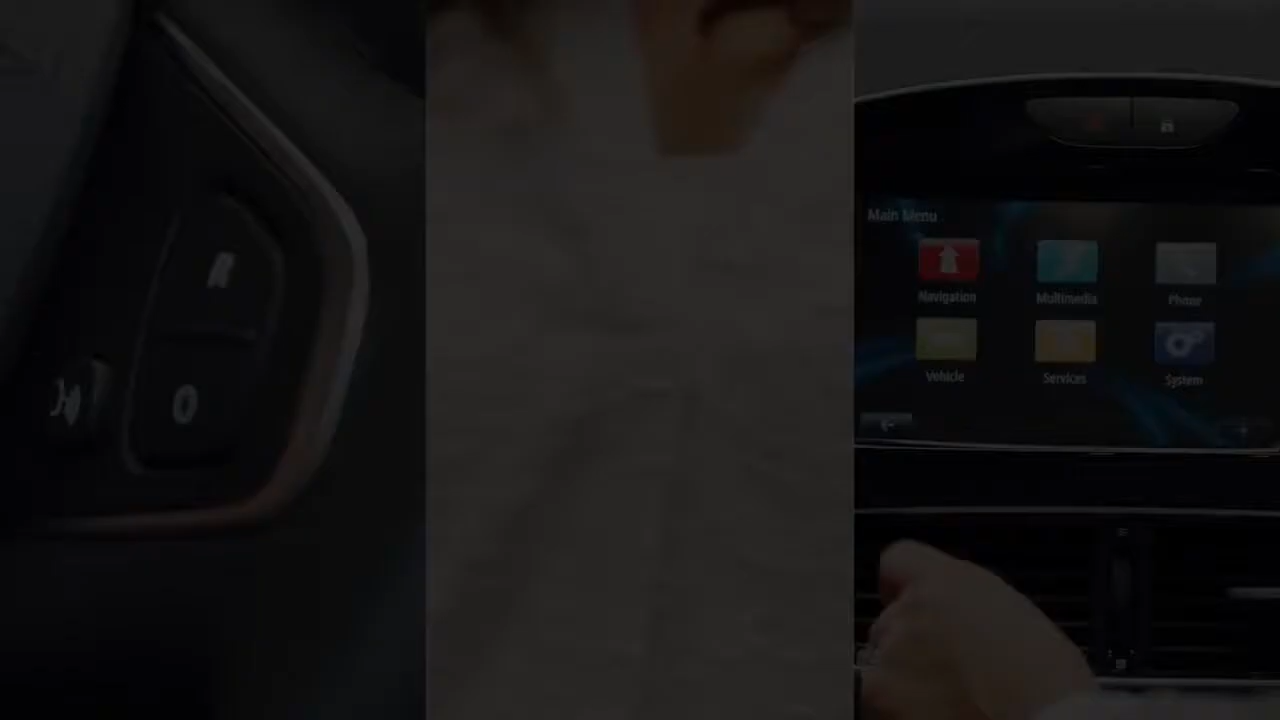 R
O
Main Menu
Navigation
Multimedia
Phone
Vehicle
Services
System